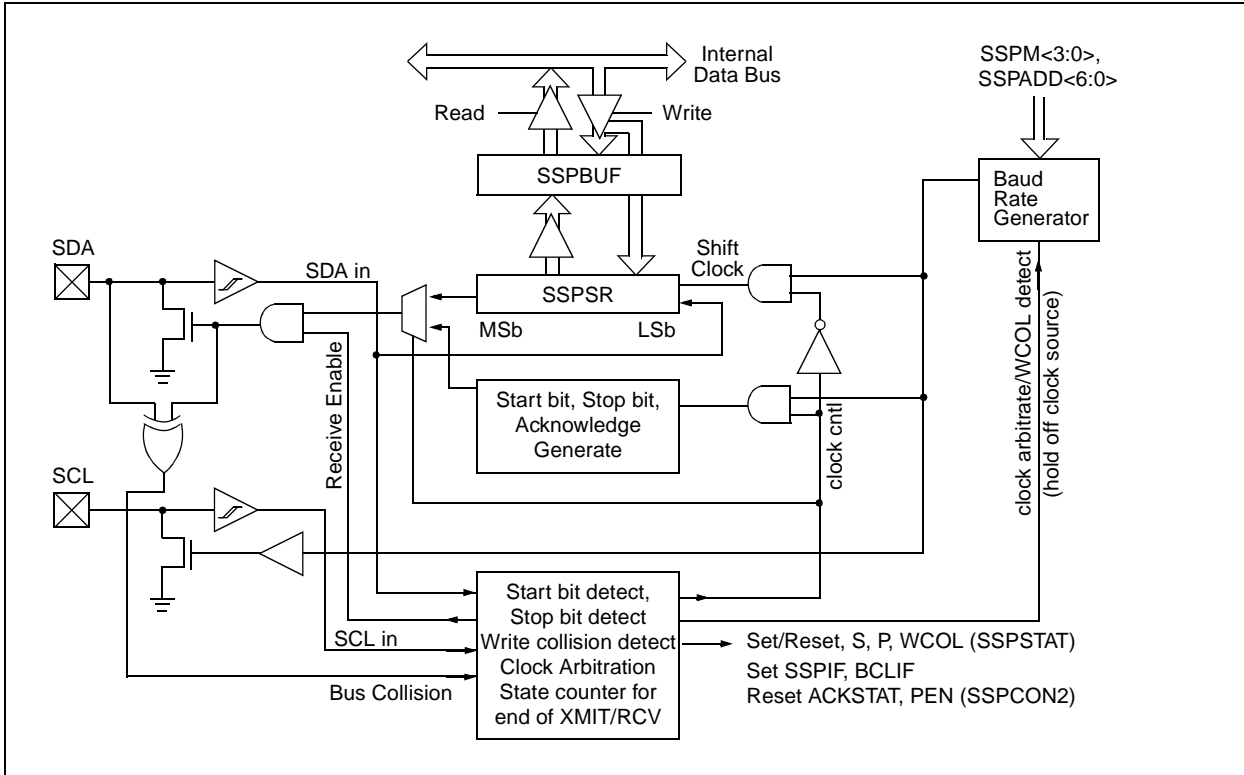 Internal
Data Bus
SSPM<3:0>,
SSPADD<6:0>
Read
Write
SSPBUF
Baud
Rate
Generator
SDA
SDA in
Shift
Clock
SSPSR
MSb
LSb
Receive Enable
Start bit, Stop bit,
Acknowledge
Generate
clock cntl
clock arbitrate/WCOL detect
(hold off clock source)
SCL
SCL in
Bus Collision
Start bit detect,
Stop bit detect
Write collision detect
Clock Arbitration
State counter for
end of XMIT/RCV
Set/Reset, S, P, WCOL (SSPSTAT)
Set SSPIF, BCLIF
Reset ACKSTAT, PEN (SSPCON2)